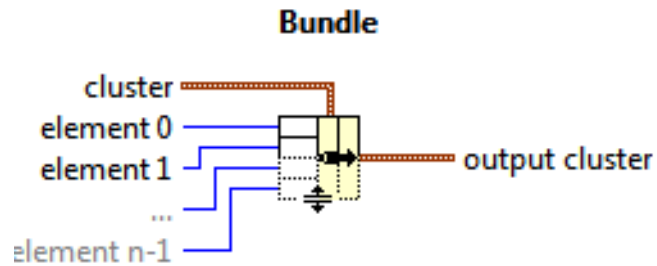 Bundle
cluster
element 0
element 1
output cluster
...
element n-1